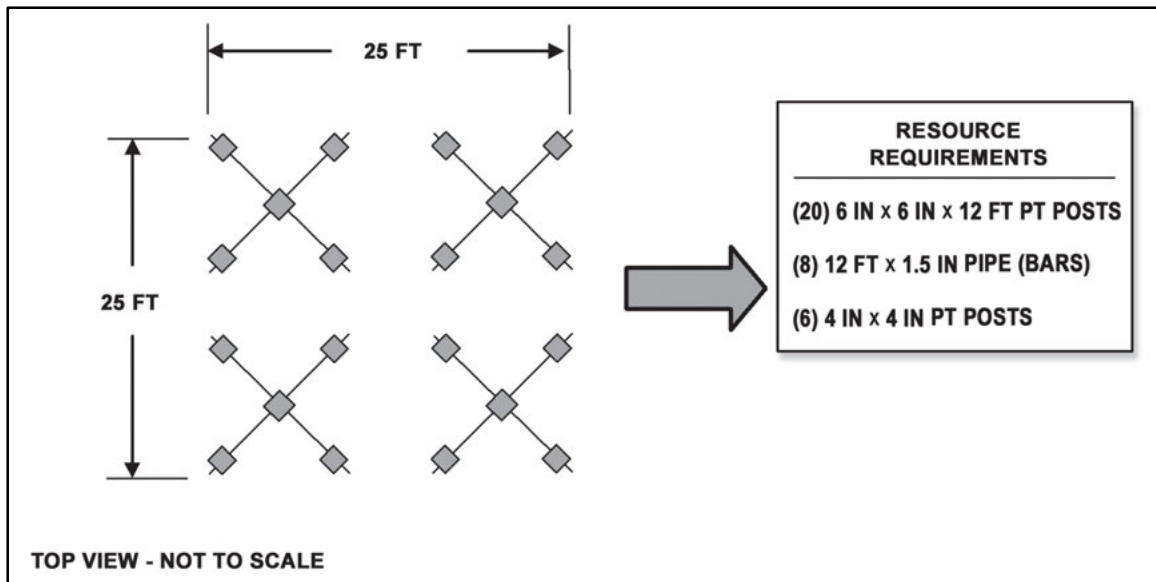 25 FT
25 FT
RESOURCE
REQUIREMENTS
(20) 6 IN x 6 IN x 12 FT PT POSTS
(8) 12 FT x 1.5 IN PIPE (BARS)
(6) 4 IN x 4 IN PT POSTS
TOP VIEW - NOT TO SCALE